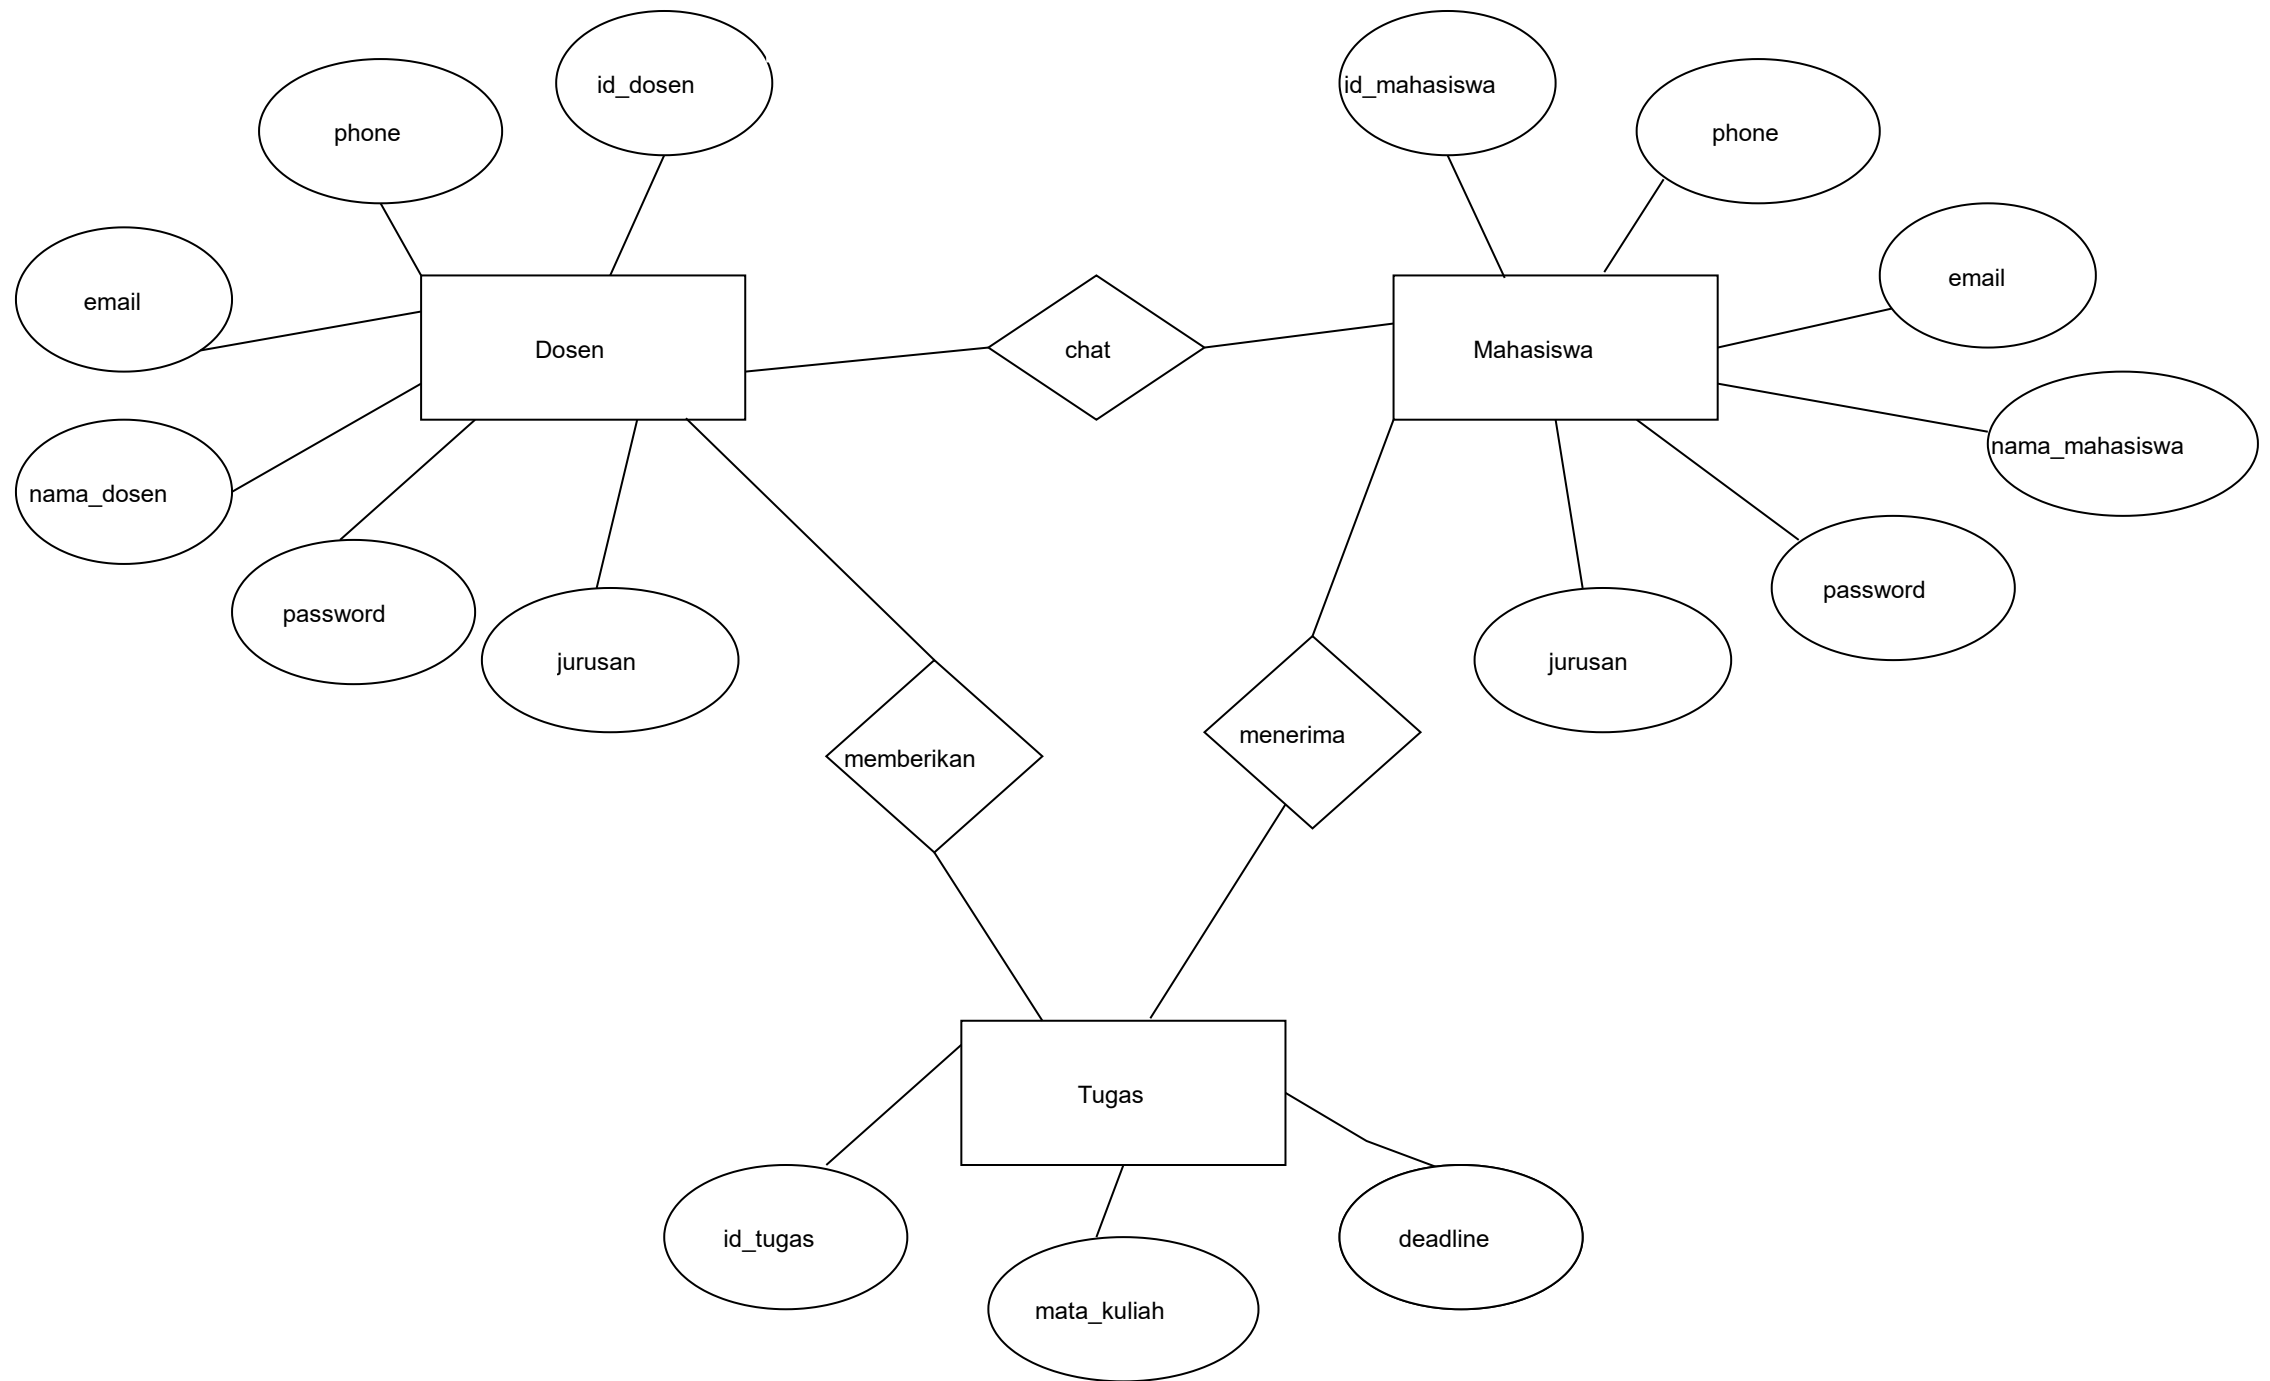 id_dosen
id_mahasiswa
phone
phone
email
email
Dosen
chat
Mahasiswa
nama_mahasiswa
nama_dosen
password
password
jurusan
jurusan
menerima
memberikan
Tugas
id_tugas
deadline
mata_kuliah